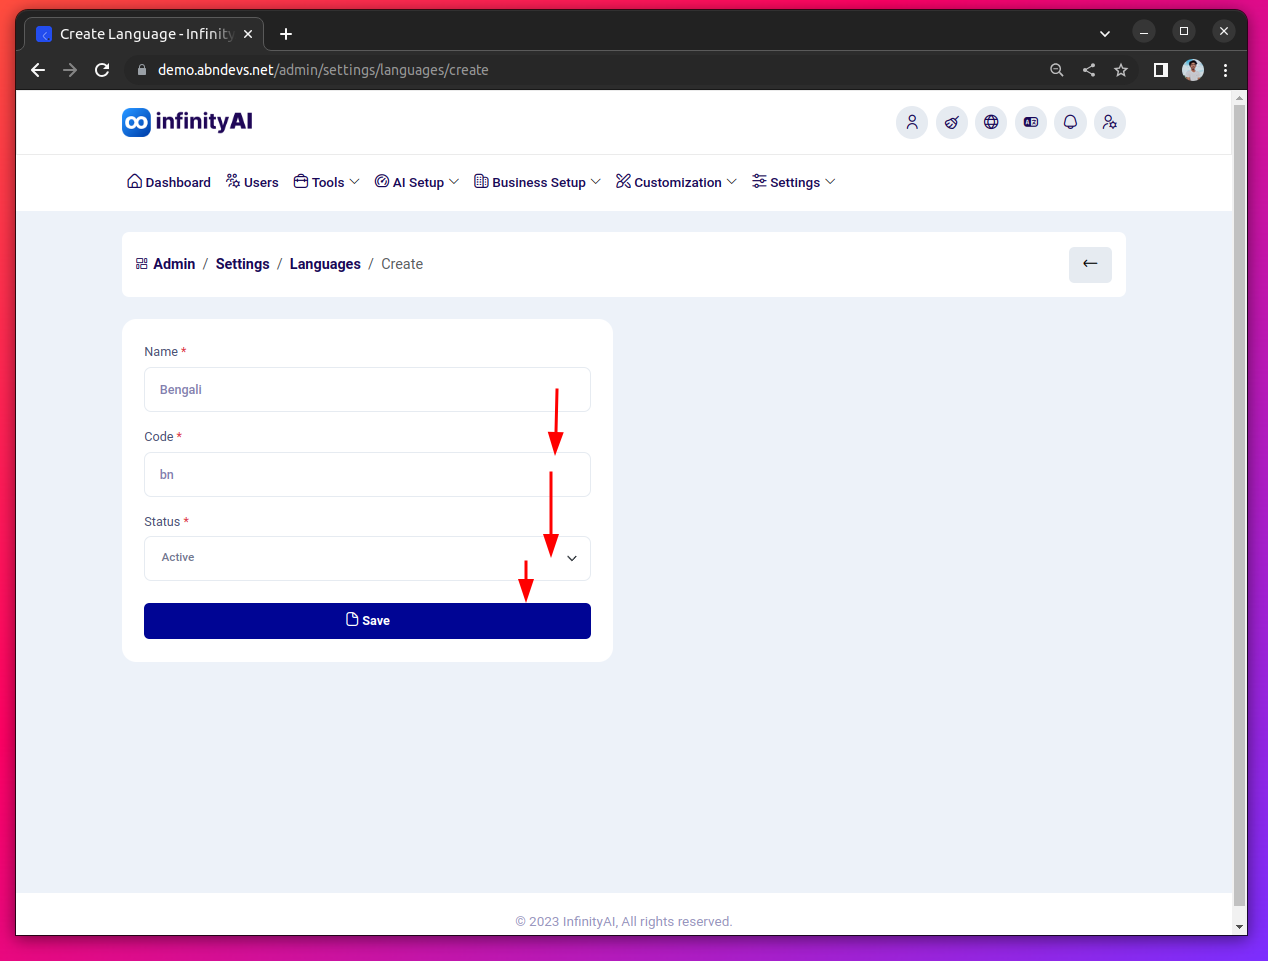 Create Language - Infinity
demo.abndevs.net/admin/settings/languages/create
infinityAI
Dashboard Users Tools AI Setup Business Setup Customization Settings
Admin / Settings / Languages / Create
Name *
Bengali
Code *
bn
Status *
Active
Save
© 2023 InfinityAI, All rights reserved.